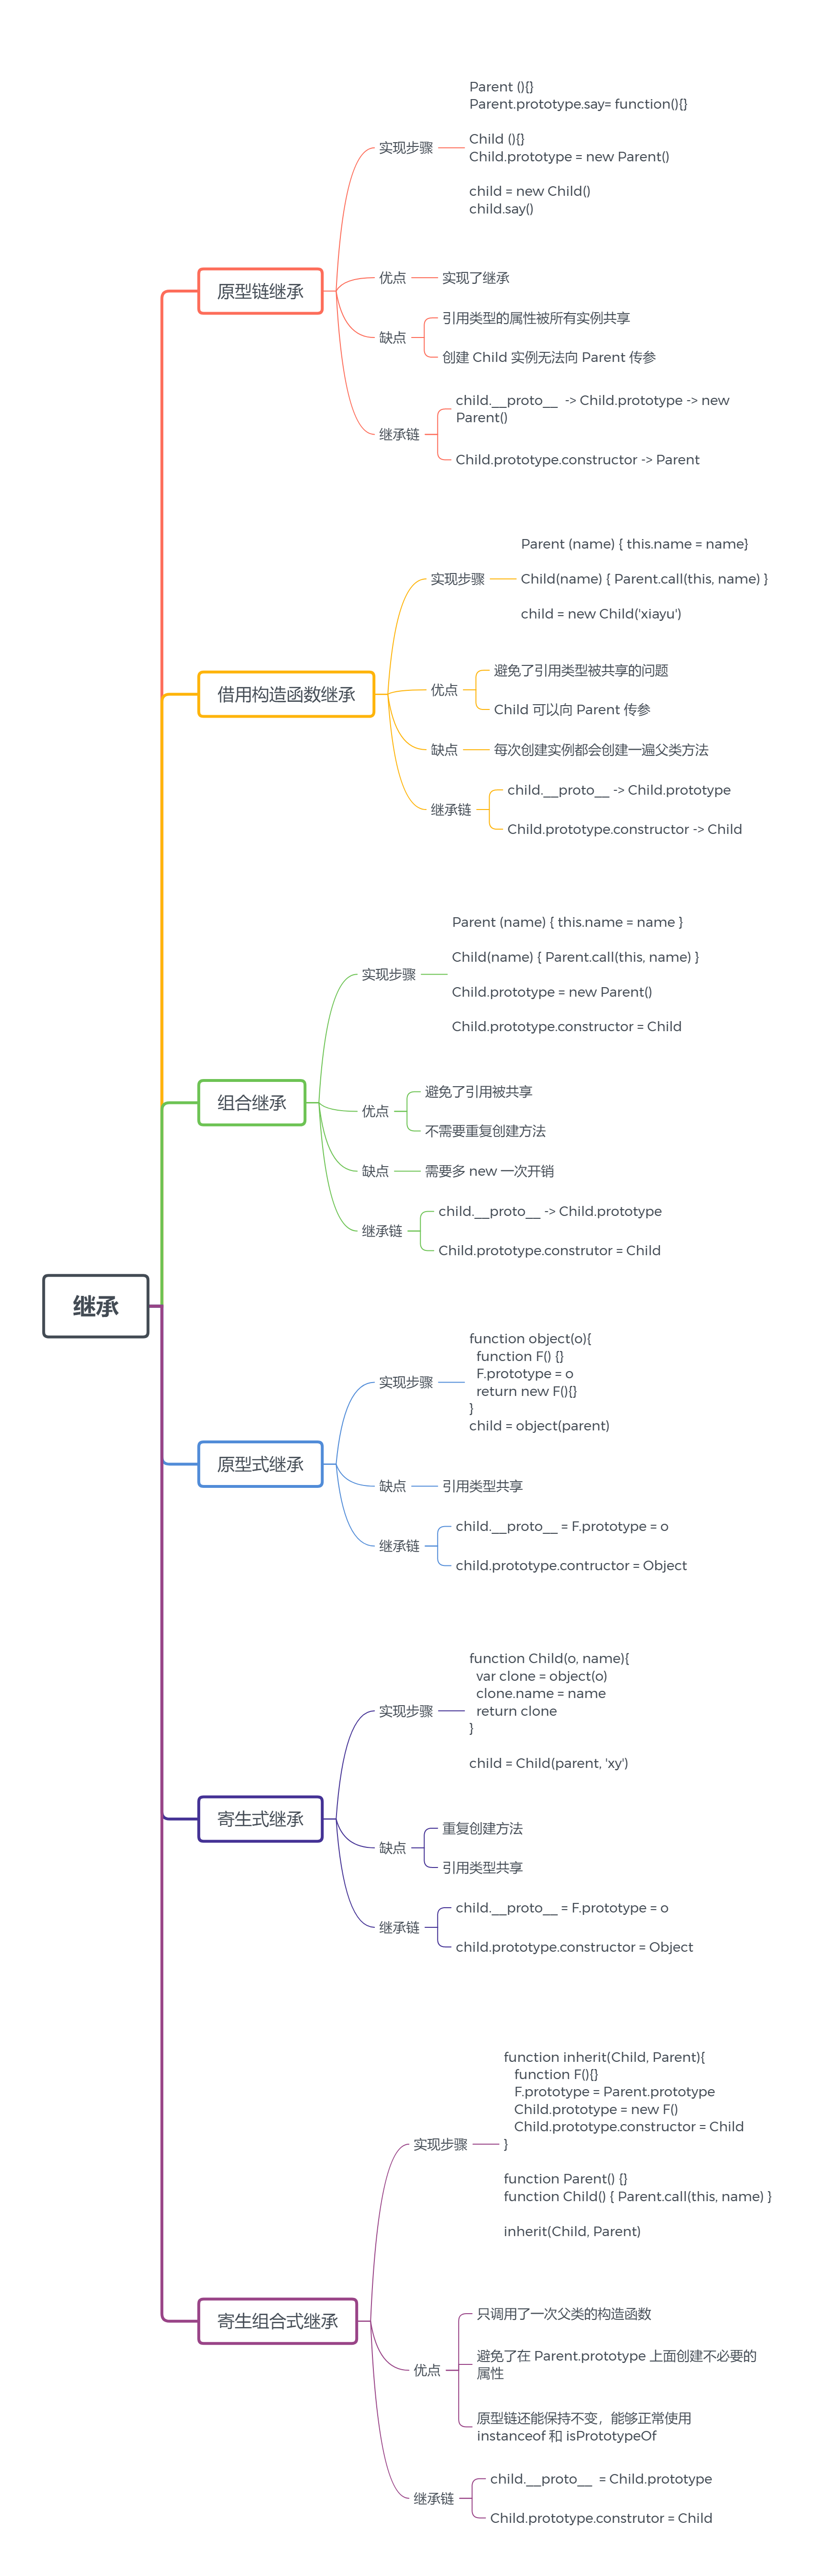 继承
原型链继承
实现步骤
Parent (){}
Parent.prototype.say= function(){}
Child (){}
Child.prototype = new Parent()
child = new Child()
child.say()
优点
实现了继承
缺点
引用类型的属性被所有实例共享
创建 Child 实例无法向 Parent 传参
继承链
child.__proto__  -> Child.prototype -> new
Parent()
Child.prototype.constructor -> Parent
借用构造函数继承
实现步骤
Parent (name) { this.name = name}
Child(name) { Parent.call(this, name) }
child = new Child('xiayu')
优点
避免了引用类型被共享的问题
Child 可以向 Parent 传参
缺点
每次创建实例都会创建一遍父类方法
继承链
child.__proto__ -> Child.prototype
Child.prototype.constructor -> Child
组合继承
实现步骤
Parent (name) { this.name = name }
Child(name) { Parent.call(this, name) }
Child.prototype = new Parent()
Child.prototype.constructor = Child
优点
避免了引用被共享
不需要重复创建方法
缺点
需要多 new 一次开销
继承链
child.__proto__ -> Child.prototype
Child.prototype.construtor = Child
原型式继承
实现步骤
function object(o){
  function F() {}
  F.prototype = o
  return new F(){}
}
child = object(parent)
缺点
引用类型共享
继承链
child.__proto__ = F.prototype = o
child.prototype.contructor = Object
寄生式继承
实现步骤
function Child(o, name){
  var clone = object(o)
  clone.name = name
  return clone
}
child = Child(parent, 'xy')
缺点
重复创建方法
引用类型共享
继承链
child.__proto__ = F.prototype = o
child.prototype.constructor = Object
寄生组合式继承
实现步骤
function inherit(Child, Parent){
   function F(){}
   F.prototype = Parent.prototype
   Child.prototype = new F()
   Child.prototype.constructor = Child
}
function Parent() {}
function Child() { Parent.call(this, name) }
inherit(Child, Parent)
优点
只调用了一次父类的构造函数
避免了在 Parent.prototype 上面创建不必要的
属性
原型链还能保持不变，能够正常使用
instanceof 和 isPrototypeOf
继承链
child.__proto__  = Child.prototype
Child.prototype.construtor = Child